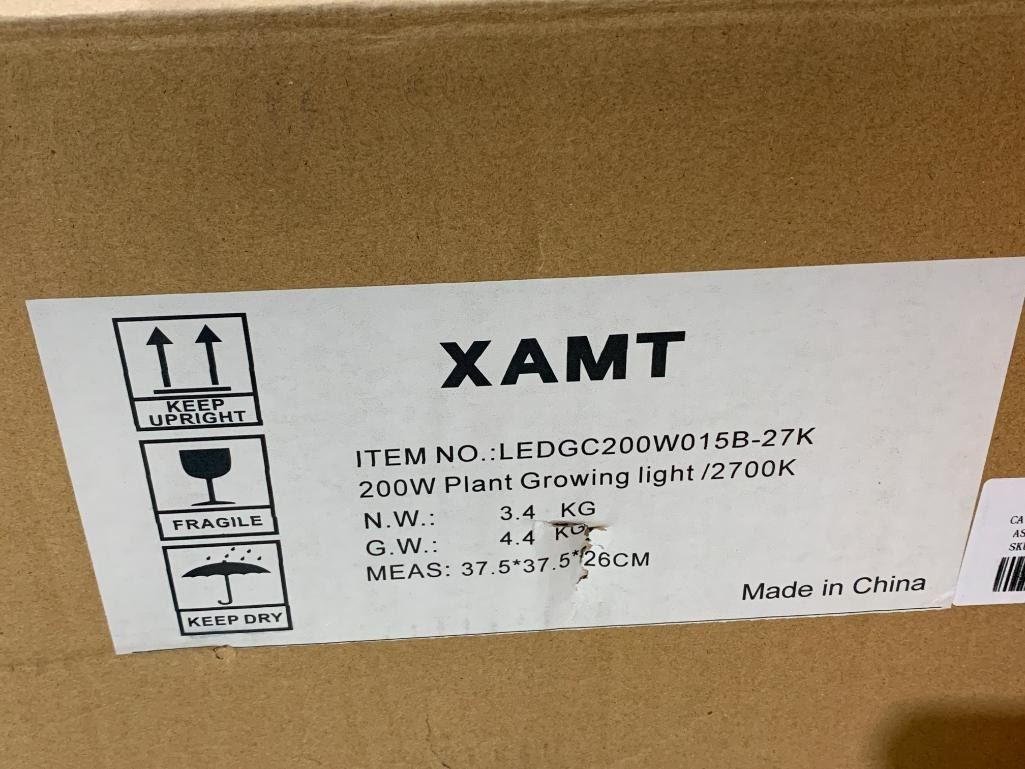 XAMT
KEEP
UPRIGHT
FRAGILE
KEEP DRY
ITEM NO.:LEDGC200W015B-27K
200W Plant Growing light /2700K
N.W.: 3.4 KG
G.W.: 4.4 KG
MEAS: 37.5*37.5*26CM
Made in China